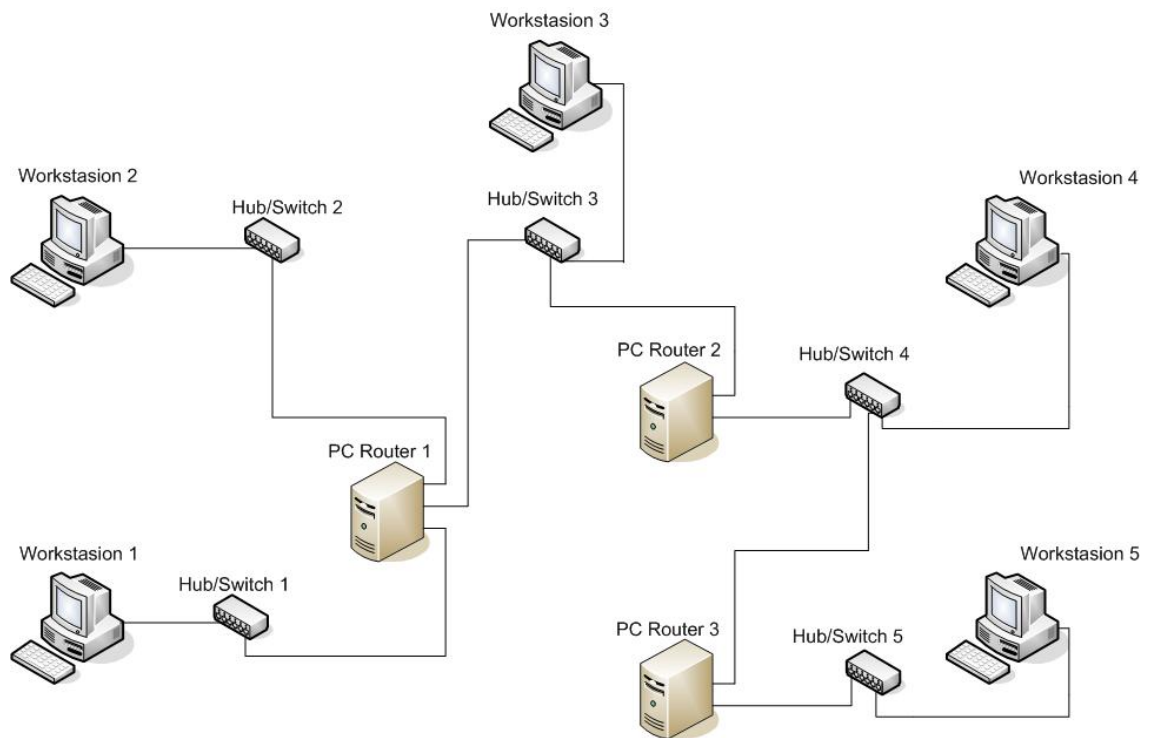 Workstasion 3
Workstasion 2
Workstasion 4
Hub/Switch 2
Hub/Switch 3
PC Router 2
Hub/Switch 4
PC Router 1
Workstasion 1
Workstasion 5
Hub/Switch 1
PC Router 3
Hub/Switch 5